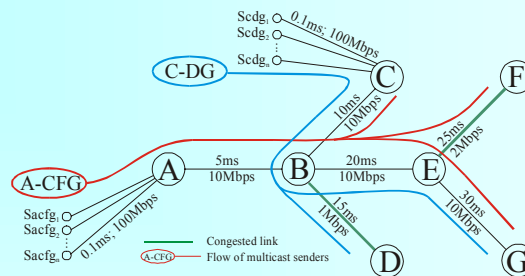 Scdg₁
Scdg₂
Scdgₙ
0.1ms; 100Mbps
C-DG
C
F
10ms
10Mbps
25ms
2Mbps
A-CFG
A
5ms
10Mbps
B
20ms
10Mbps
E
Sacfg₁
Sacfg₂
Sacfgₙ
0.1ms; 100Mbps
15ms
1Mbps
30ms
10Mbps
D
G
Congested link
A-CFG
Flow of multicast senders